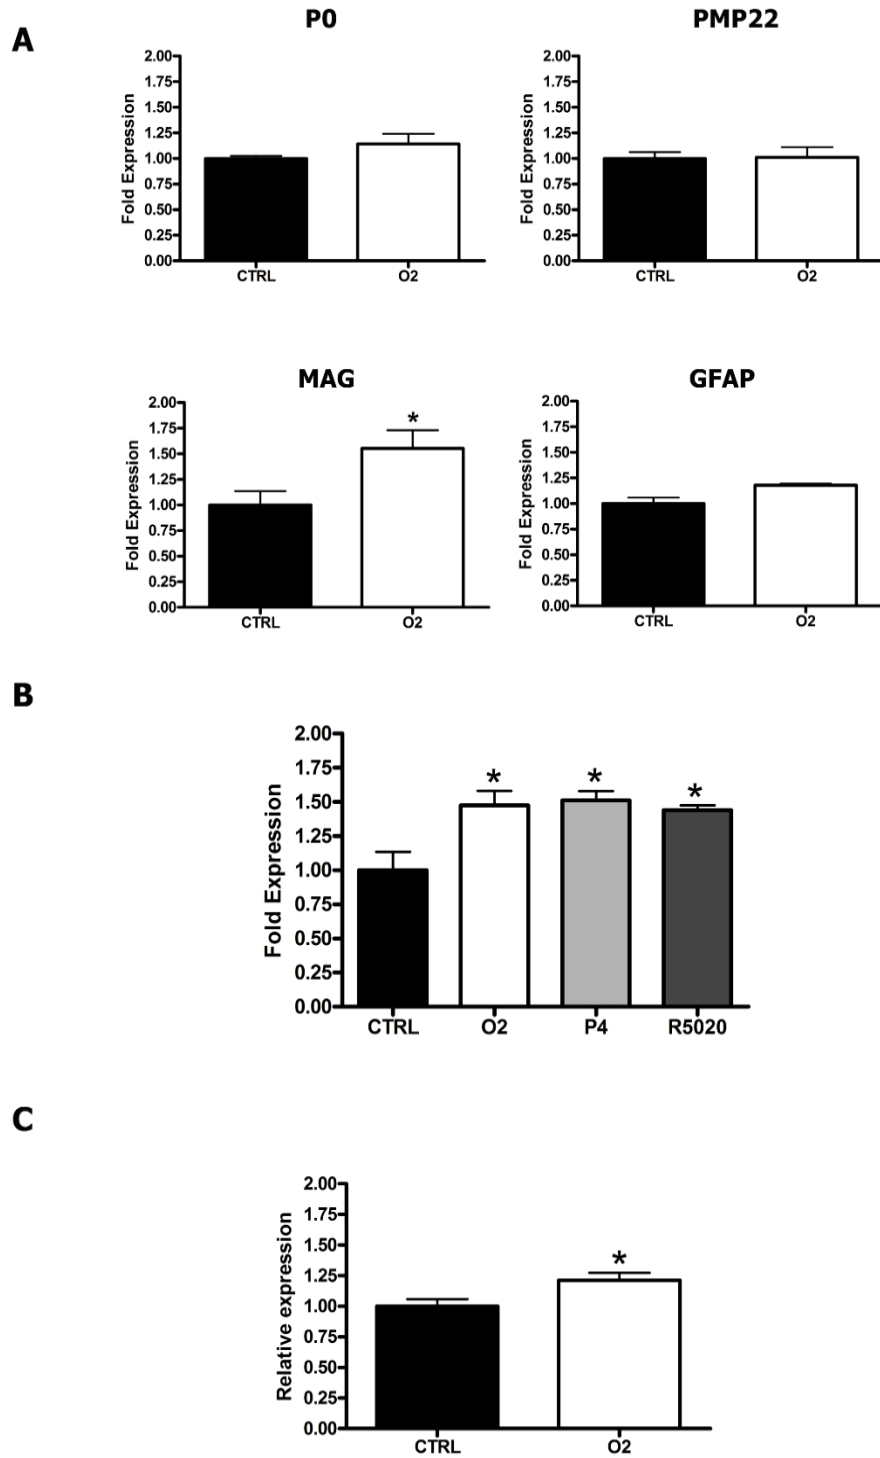 A
P0
Fold Expression
2.00
1.75
1.50
1.25
1.00
0.75
0.50
0.25
0.00
CTRL O2
PMP22
Fold Expression
2.00
1.75
1.50
1.25
1.00
0.75
0.50
0.25
0.00
CTRL O2
MAG
Fold Expression
2.00
1.75
1.50
1.25
1.00
0.75
0.50
0.25
0.00
*
CTRL O2
GFAP
Fold Expression
2.00
1.75
1.50
1.25
1.00
0.75
0.50
0.25
0.00
CTRL O2
B
Fold Expression
2.00
1.75
1.50
1.25
1.00
0.75
0.50
0.25
0.00
* * *
CTRL O2 P4 R5020
C
Relative expression
2.00
1.75
1.50
1.25
1.00
0.75
0.50
0.25
0.00
*
CTRL O2